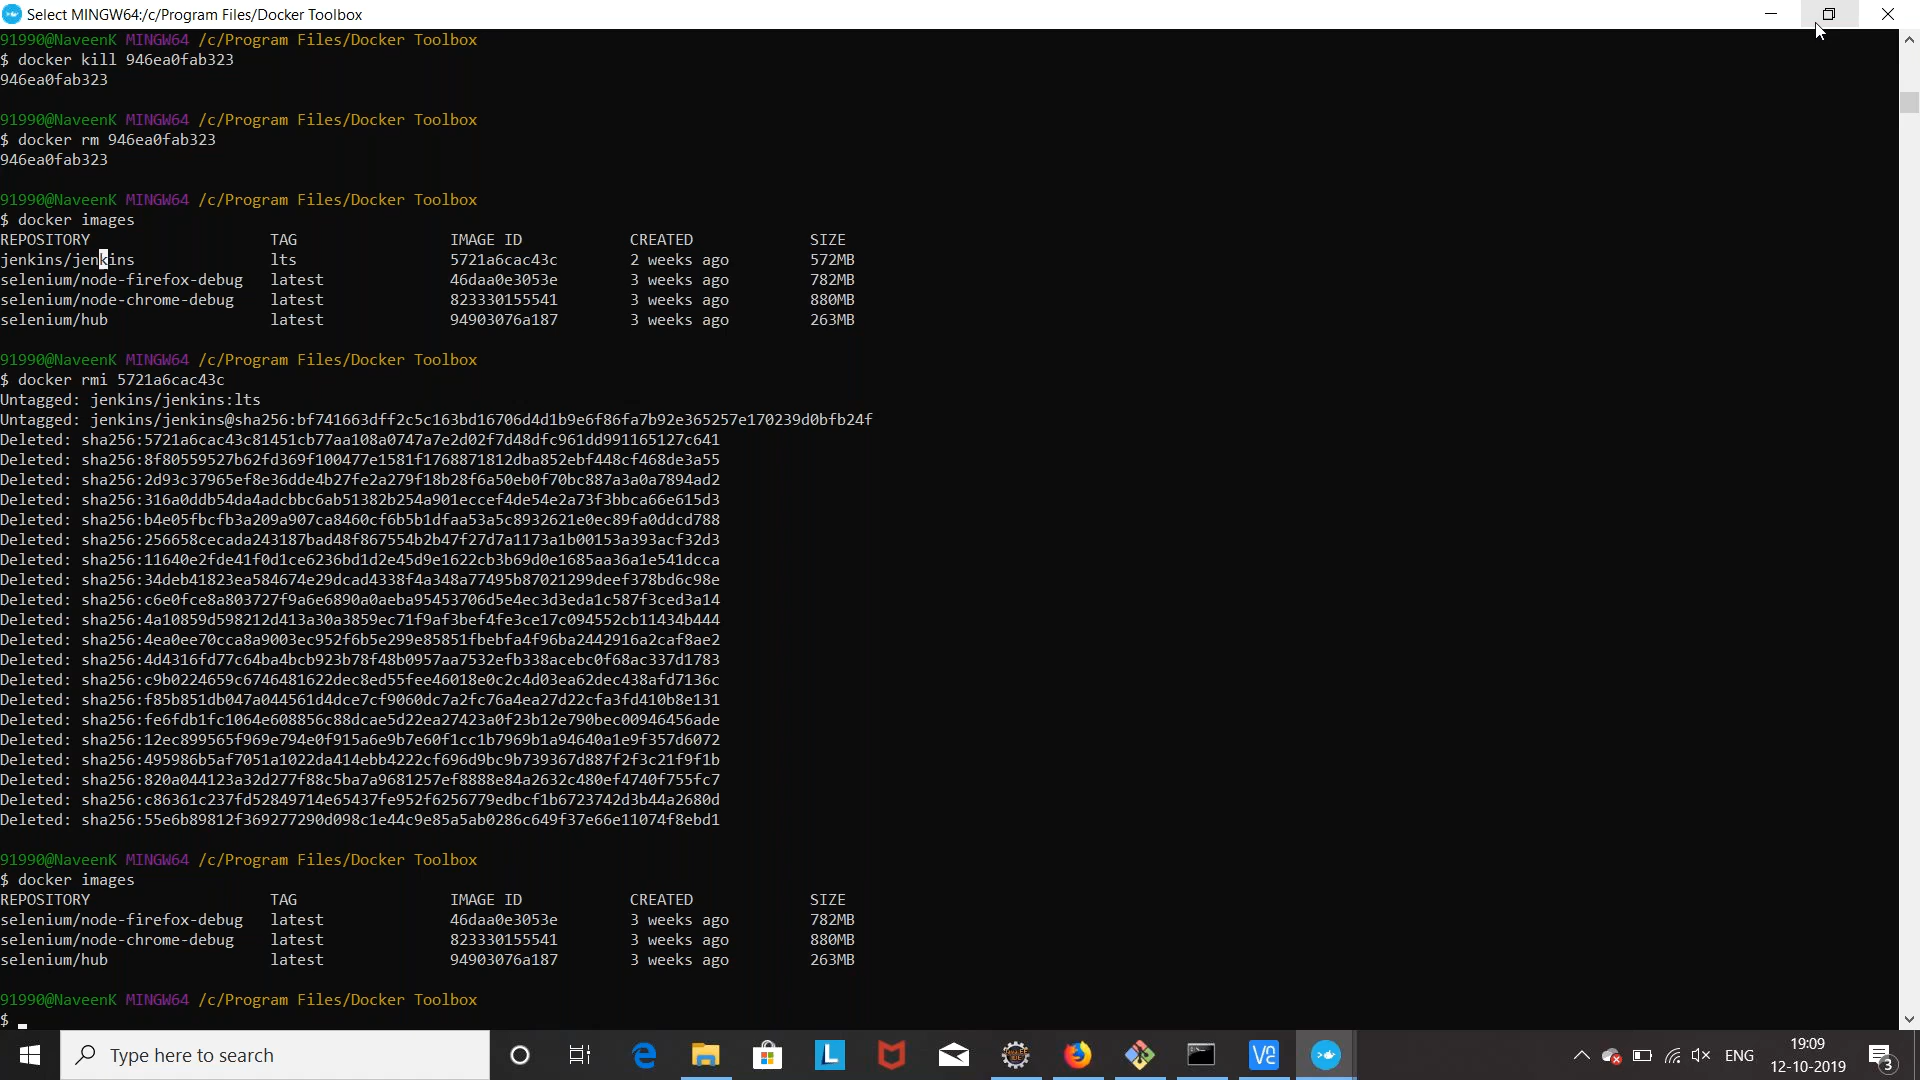 Select MINGW64:/c/Program Files/Docker Toolbox
91990@NaveenK MINGW64 /c/Program Files/Docker Toolbox
$ docker kill 946ea0fab323
946ea0fab323
91990@NaveenK MINGW64 /c/Program Files/Docker Toolbox
$ docker rm 946ea0fab323
946ea0fab323
91990@NaveenK MINGW64 /c/Program Files/Docker Toolbox
$ docker images
REPOSITORY TAG IMAGE ID CREATED SIZE
jenkins/jenkins lts 5721a6cac43c 2 weeks ago 572MB
selenium/node-firefox-debug latest 46daa0e3053e 3 weeks ago 782MB
selenium/node-chrome-debug latest 823330155541 3 weeks ago 880MB
selenium/hub latest 94903076a187 3 weeks ago 263MB
91990@NaveenK MINGW64 /c/Program Files/Docker Toolbox
$ docker rmi 5721a6cac43c
Untagged: jenkins/jenkins:lts
Untagged: jenkins/jenkins@sha256:bf741663dff2c5c163bd16706d4d1b9e6f86fa7b92e365257e170239d0bfb24f
Deleted: sha256:5721a6cac43c81451cb77aa108a0747a7e2d02f7d48dfc961dd991165127c641
Deleted: sha256:8f80559527b62fd369f100477e1581f1768871812dba852ebf448cf468de3a55
Deleted: sha256:2d93c37965ef8e36dde4b27fe2a279f18b28f6a50eb0f70bc887a3a0a7894ad2
Deleted: sha256:316a0ddb54da4adcbbc6ab51382b254a901eccef4de54e2a73f3bbca66e615d3
Deleted: sha256:b4e05fbcfb3a209a907ca8460cf6b5b1dfaa53a5c8932621e0ec89fa0ddcd788
Deleted: sha256:256658cecada243187bad48f867554b2b47f27d7a1173a1b00153a393acf32d3
Deleted: sha256:11640e2fde41f0d1ce6236bd1d2e45d9e1622cb3b69d0e1685aa36a1e541dcca
Deleted: sha256:34deb41823ea584674e29dcad4338f4a348a77495b87021299deef378bd6c98e
Deleted: sha256:c6e0fce8a803727f9a6e6890a0aeba95453706d5e4ec3d3eda1c587f3ced3a14
Deleted: sha256:4a10859d598212d413a30a3859ec71f9af3bef4fe3ce17c094552cb11434b444
Deleted: sha256:4ea0ee70cca8a9003ec952f6b5e299e85851fbebfa4f96ba2442916a2caf8ae2
Deleted: sha256:4d4316fd77c64ba4bcb923b78f48b0957aa7532efb338acebc0f68ac337d1783
Deleted: sha256:c9b0224659c6746481622dec8ed55fee46018e0c2c4d03ea62dec438afd7136c
Deleted: sha256:f85b851db047a044561d4dce7cf9060dc7a2fc76a4ea27d22cfa3fd410b8e131
Deleted: sha256:fe6fdb1fc1064e608856c88dcae5d22ea27423a0f23b12e790bec00946456ade
Deleted: sha256:12ec899565f969e794e0f915a6e9b7e60f1cc1b7969b1a94640a1e9f357d6072
Deleted: sha256:495986b5af7051a1022da414ebb4222cf696d9bc9b739367d887f2f3c21f9f1b
Deleted: sha256:820a044123a32d277f88c5ba7a9681257ef8888e84a2632c480ef4740f755fc7
Deleted: sha256:c86361c237fd52849714e65437fe952f6256779edbcf1b6723742d3b44a2680d
Deleted: sha256:55e6b89812f369277290d098c1e44c9e85a5ab0286c649f37e66e11074f8ebd1
91990@NaveenK MINGW64 /c/Program Files/Docker Toolbox
$ docker images
REPOSITORY TAG IMAGE ID CREATED SIZE
selenium/node-firefox-debug latest 46daa0e3053e 3 weeks ago 782MB
selenium/node-chrome-debug latest 823330155541 3 weeks ago 880MB
selenium/hub latest 94903076a187 3 weeks ago 263MB
91990@NaveenK MINGW64 /c/Program Files/Docker Toolbox
$
Type here to search
ENG
19:09
12-10-2019
3